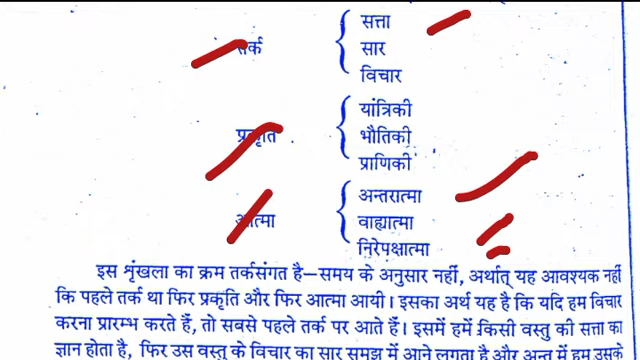 सत्ता
तर्क { सार
विचार
यांत्रिकी
प्रकृति { भौतिकी
प्राणिकी
अन्तरात्मा
आत्मा { वाह्यात्मा
निरेपक्षात्मा
इस शृंखला का क्रम तर्कसंगत है—समय के अनुसार नहीं, अर्थात् यह आवश्यक नहीं
कि पहले तर्क था फिर प्रकृति और फिर आत्मा आयी। इसका अर्थ यह है कि यदि हम विचार
करना प्रारम्भ करते हैं, तो सबसे पहले तर्क पर आते हैं। इसमें हमें किसी वस्तु की सत्ता का
ज्ञान होता है, फिर उस वस्तु के विचार का सार समझ में आने लगता है और अन्त में हम उसके